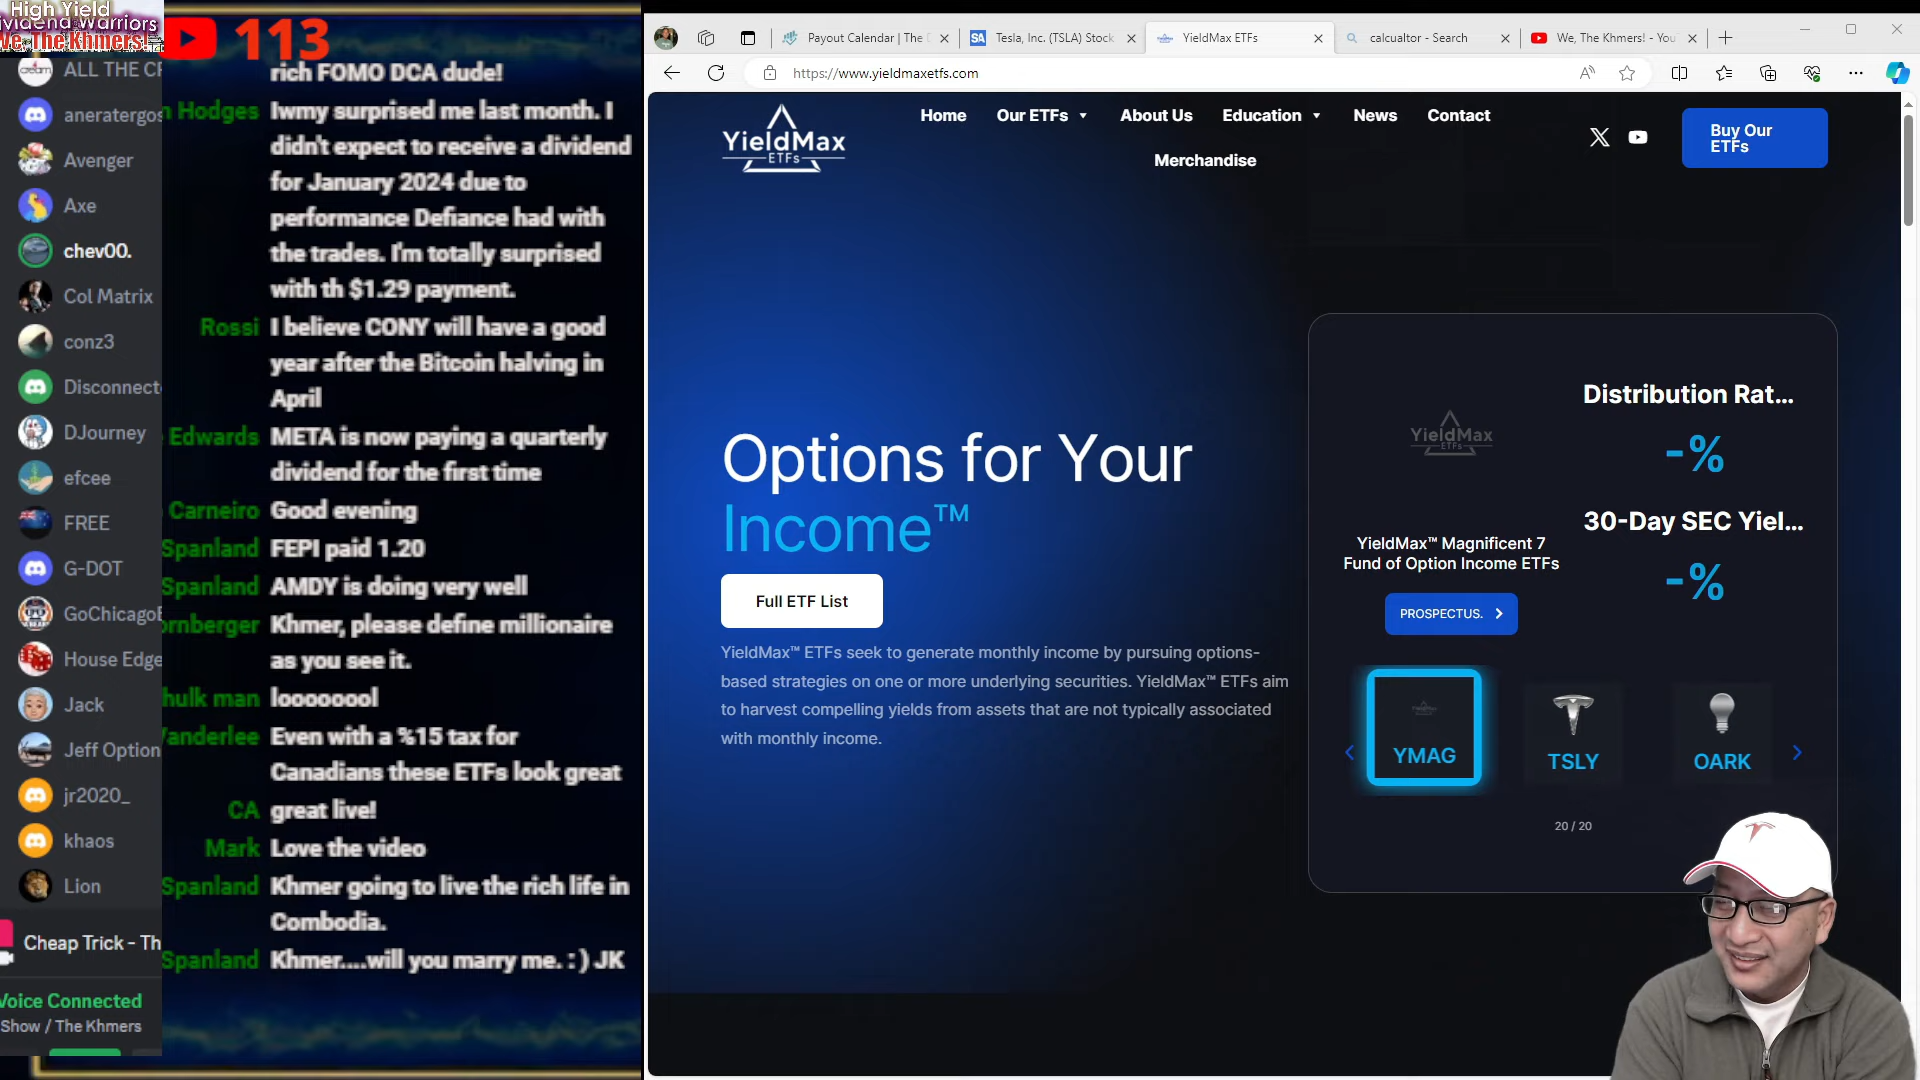 High Yield
Dividend Warriors
We, The Khmers!
113
ALL THE CR
aneratergos
Avenger
Axe
chev00.
Col Matrix
conz3
Disconnect
DJourney
efcee
FREE
G-DOT
GoChicago
House Edge
Jack
Jeff Option
jr2020_
khaos
Lion
Cheap Trick - Th
Voice Connected
Show / The Khmers
rich FOMO DCA dude!
Hodges Iwmy surprised me last month. I
didn't expect to receive a dividend
for January 2024 due to
performance Defiance had with
the trades. I'm totally surprised
with th $1.29 payment.
Rossi I believe CONY will have a good
year after the Bitcoin halving in
April
Edwards META is now paying a quarterly
dividend for the first time
Carneiro Good evening
Spanland FEPI paid 1.20
Spanland AMDY is doing very well
ornberger Khmer, please define millionaire
as you see it.
hulk man loooooool
Vanderlee Even with a %15 tax for
Canadians these ETFs look great
CA great live!
Mark Love the video
Spanland Khmer going to live the rich life in
Combodia.
Spanland Khmer....will you marry me. : ) JK
Payout Calendar | The D
SA Tesla, Inc. (TSLA) Stock
YieldMax ETFs
calcualtor - Search
We, The Khmers! - You
https://www.yieldmaxetfs.com
YieldMax
ETFs
Home
Our ETFs
About Us
Education
News
Contact
Merchandise
Buy Our
ETFs
Options for Your
Income™
Full ETF List
YieldMax™ ETFs seek to generate monthly income by pursuing options-
based strategies on one or more underlying securities. YieldMax™ ETFs aim
to harvest compelling yields from assets that are not typically associated
with monthly income.
YieldMax
ETFs
Distribution Rat...
-%
30-Day SEC Yiel...
-%
YieldMax™ Magnificent 7
Fund of Option Income ETFs
PROSPECTUS.
YMAG
TSLY
OARK
20 / 20